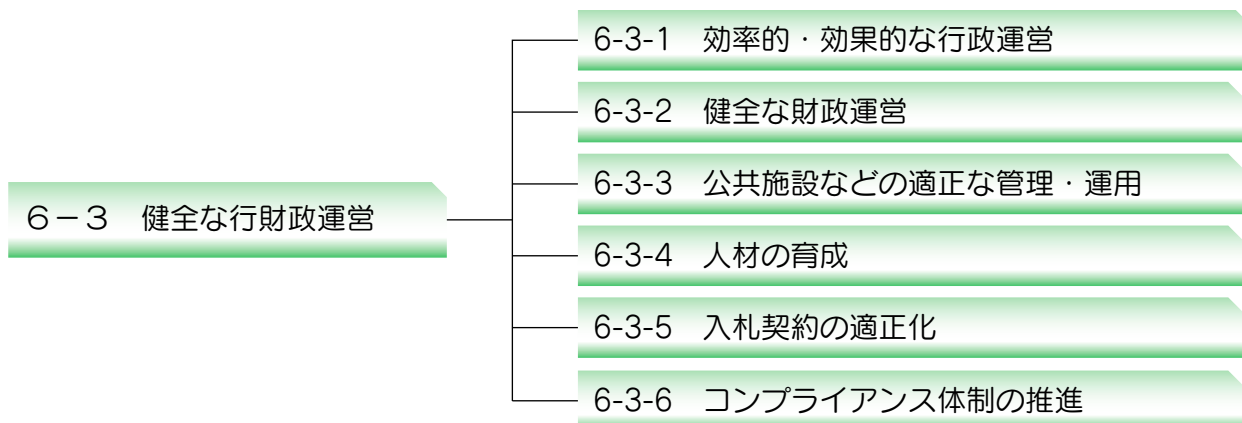 6-3-1 効率的・効果的な行政運営
6-3-2 健全な財政運営
6-3-3 公共施設などの適正な管理・運用
6−3 健全な行財政運営
6-3-4 人材の育成
6-3-5 入札契約の適正化
6-3-6 コンプライアンス体制の推進